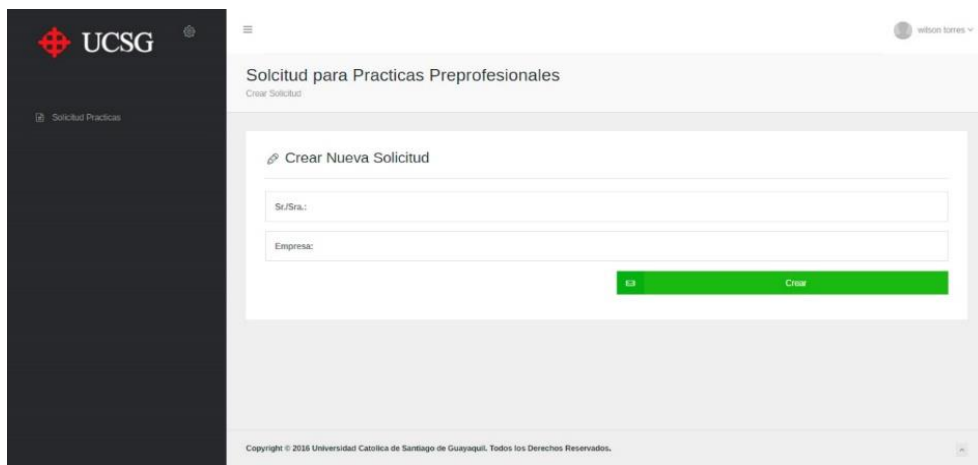 UCSG
wilson torres
Solcitud para Practicas Preprofesionales
Crear Solicitud
Solicitud Practicas
Crear Nueva Solicitud
Sr./Sra.:
Empresa:
Crear
Copyright © 2016 Universidad Catolica de Santiago de Guayaquil. Todos los Derechos Reservados.